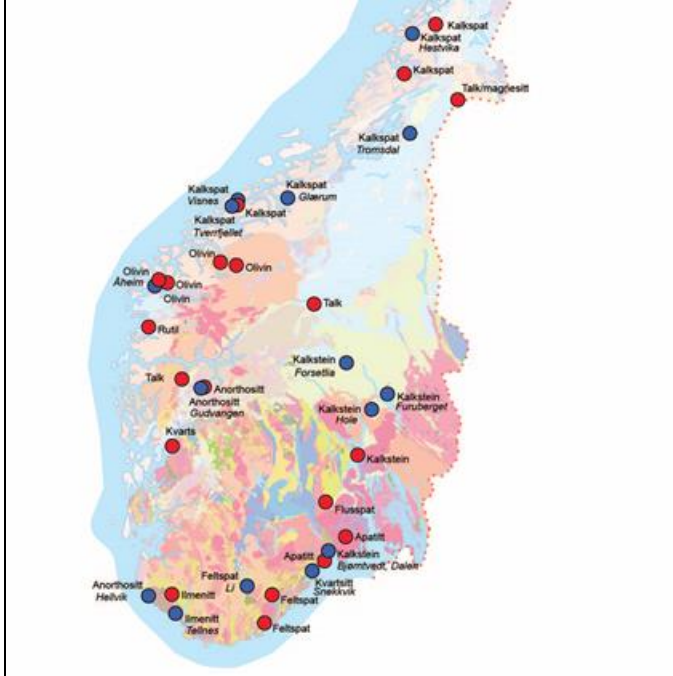 Kalkspat
Kalkspat
Hestvika
Kalkspat
Talk/magnesitt
Kalkspat
Tromsdal
Kalkspat
Visnes
Kalkspat
Glærum
Kalkspat
Kalkspat
Tverrfjellet
Olivin
Olivin
Olivin
Åheim
Olivin
Olivin
Talk
Rutil
Kalkstein
Forsetlia
Talk
Anorthositt
Anorthositt
Gudvangen
Kalkstein
Furuberget
Kalkstein
Hole
Kvarts
Kalkstein
Flusspat
Apatitt
Apatitt
Kalkstein
Bjørntvedt, Dalen
Kvartsitt
Snekkvik
Feltspat
Li
Anorthositt
Hellvik
Ilmenitt
Feltspat
Ilmenitt
Tellnes
Feltspat